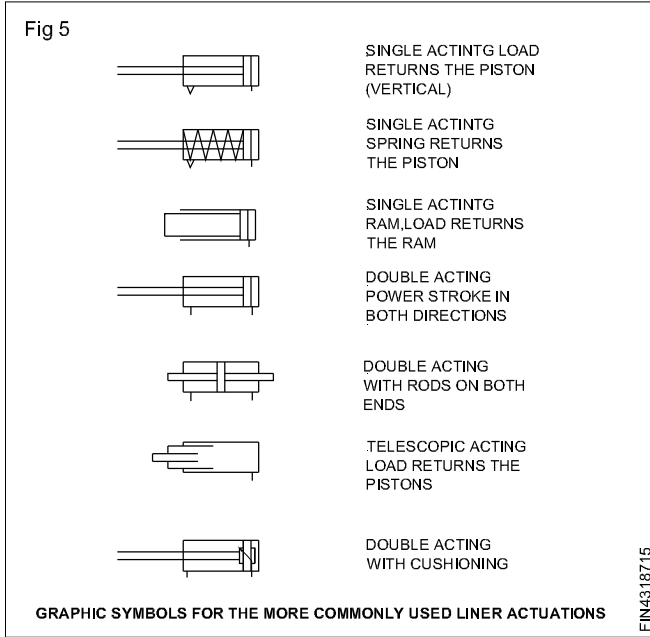 Fig 5
SINGLE ACTINTG LOAD
RETURNS THE PISTON
(VERTICAL)
SINGLE ACTINTG
SPRING RETURNS
THE PISTON
SINGLE ACTINTG
RAM,LOAD RETURNS
THE RAM
DOUBLE ACTING
POWER STROKE IN
BOTH DIRECTIONS
DOUBLE ACTING
WITH RODS ON BOTH
ENDS
TELESCOPIC ACTING
LOAD RETURNS THE
PISTONS
DOUBLE ACTING
WITH CUSHIONING
GRAPHIC SYMBOLS FOR THE MORE COMMONLY USED LINER ACTUATIONS
FIN4318715